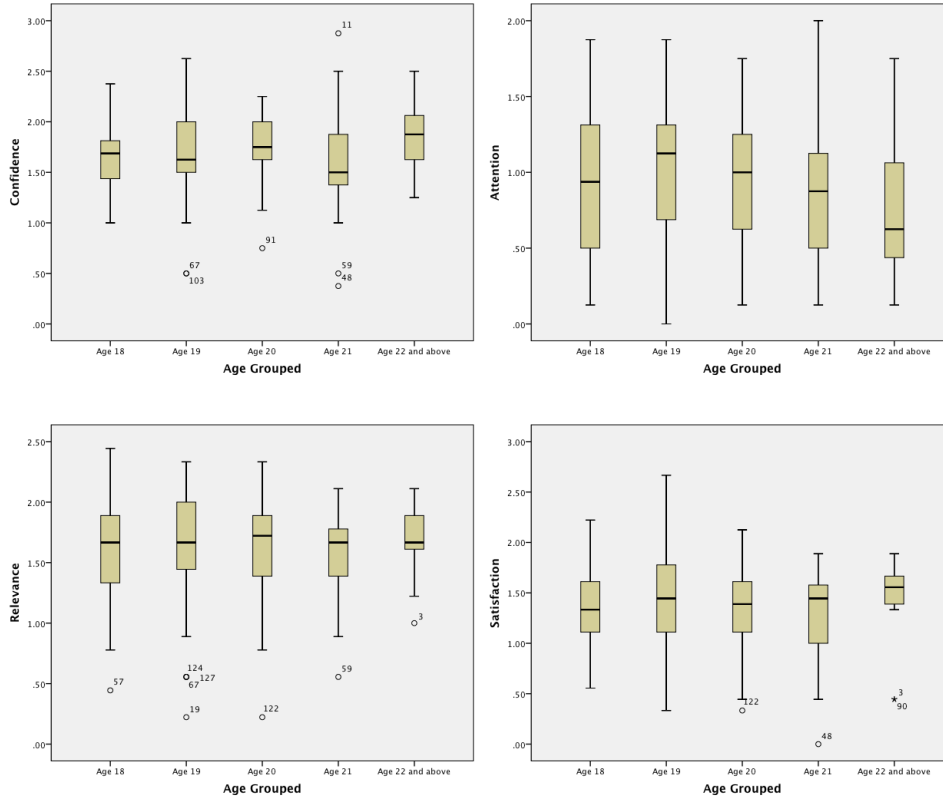 3.00
2.50
2.00
1.50
1.00
.50
.00
Confidence
11
67
103
91
59
48
Age 18
Age 19
Age 20
Age 21
Age 22 and above
Age Grouped
2.00
1.50
1.00
.50
.00
Attention
Age 18
Age 19
Age 20
Age 21
Age 22 and above
Age Grouped
2.50
2.00
1.50
1.00
.50
.00
Relevance
57
124
127
67
19
122
59
3
Age 18
Age 19
Age 20
Age 21
Age 22 and above
Age Grouped
3.00
2.50
2.00
1.50
1.00
.50
.00
Satisfaction
122
48
3
90
Age 18
Age 19
Age 20
Age 21
Age 22 and above
Age Grouped